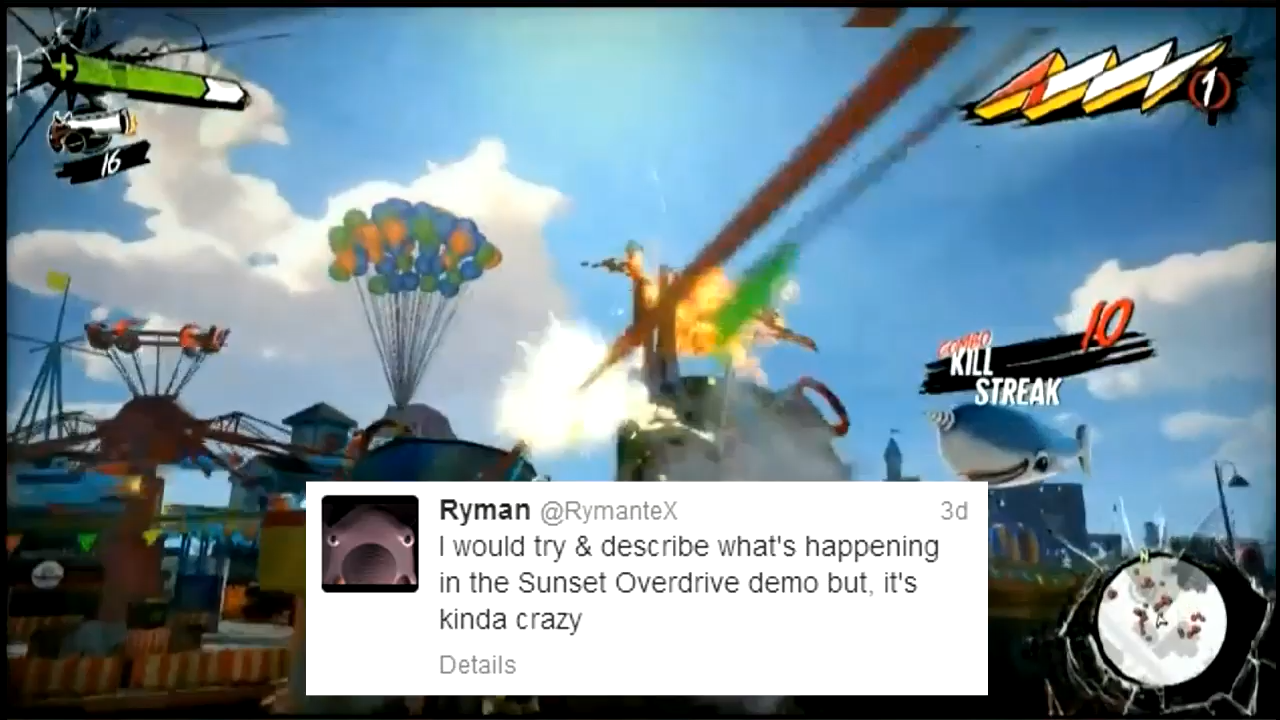 16
1
10
COMBO
KILL
STREAK
Ryman @RymanteX 3d
I would try & describe what's happening
in the Sunset Overdrive demo but, it's
kinda crazy
Details
N